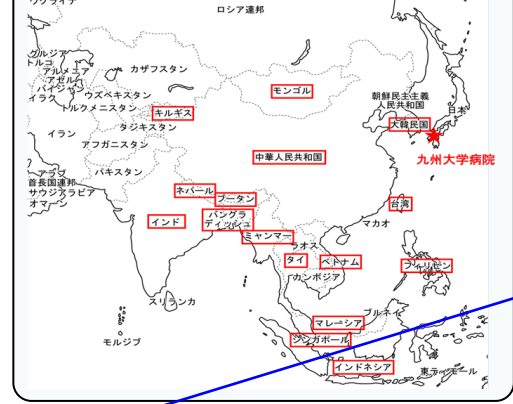 ウクライナ
ロシア連邦
グルジア
トルコ
アルメニア
アゼルバイジャン
イラク
カザフスタン
ウズベキスタン
トルクメニスタン
キルギス
タジキスタン
イラン
アフガニスタン
パキスタン
アラブ
首長国連邦
サウジアラビア
オマーン
モンゴル
朝鮮民主主義
人民共和国
日本
大韓民国
九州大学病院
中華人民共和国
ネパール
ブータン
インド
バングラ
ディッシュ
ミャンマー
台湾
マカオ
ラオス
タイ
ベトナム
カンボジア
フィリピン
スリランカ
モルジブ
ブルネイ
マレーシア
シンガポール
インドネシア
東ティモール